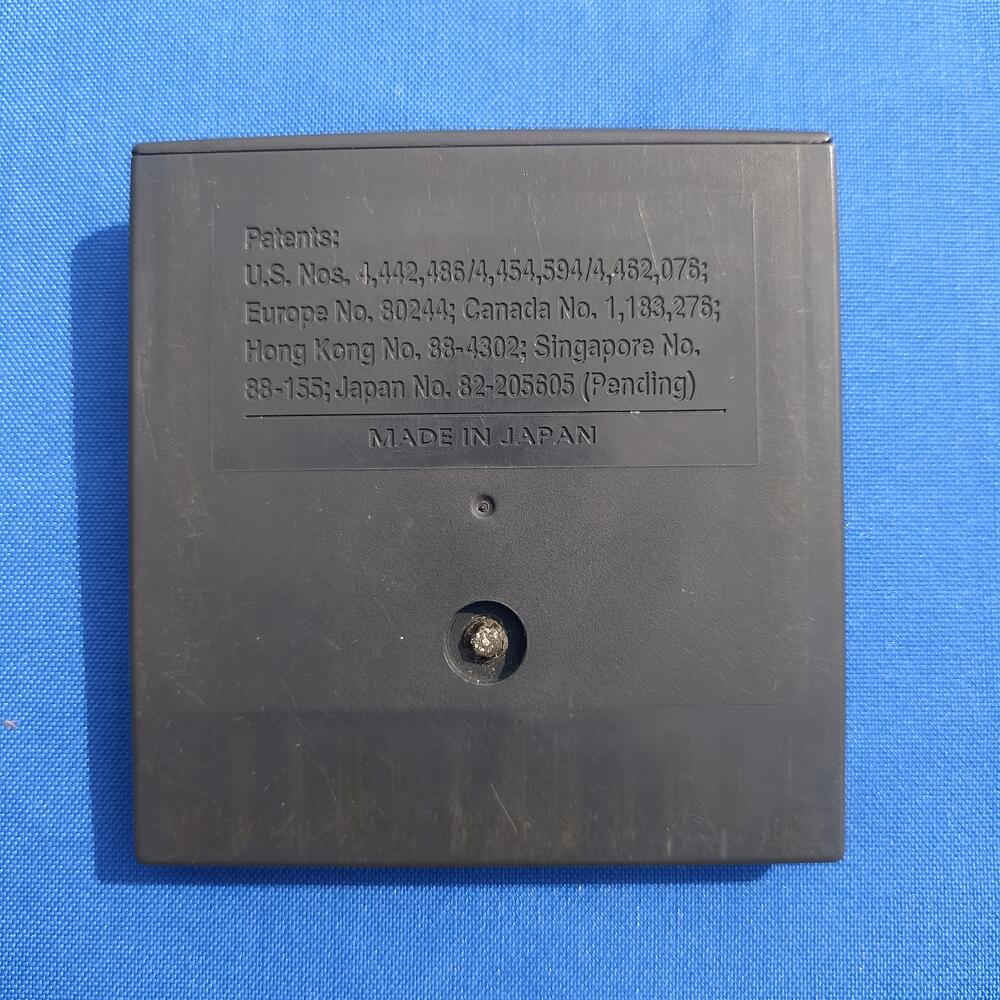 Patents:
U.S. Nos. 4,442,486/4,454,594/4,462,076;
Europe No. 80244; Canada No. 1,183,276;
Hong Kong No. 88-4302; Singapore No.
88-155; Japan No. 82-205605 (Pending)
MADE IN JAPAN